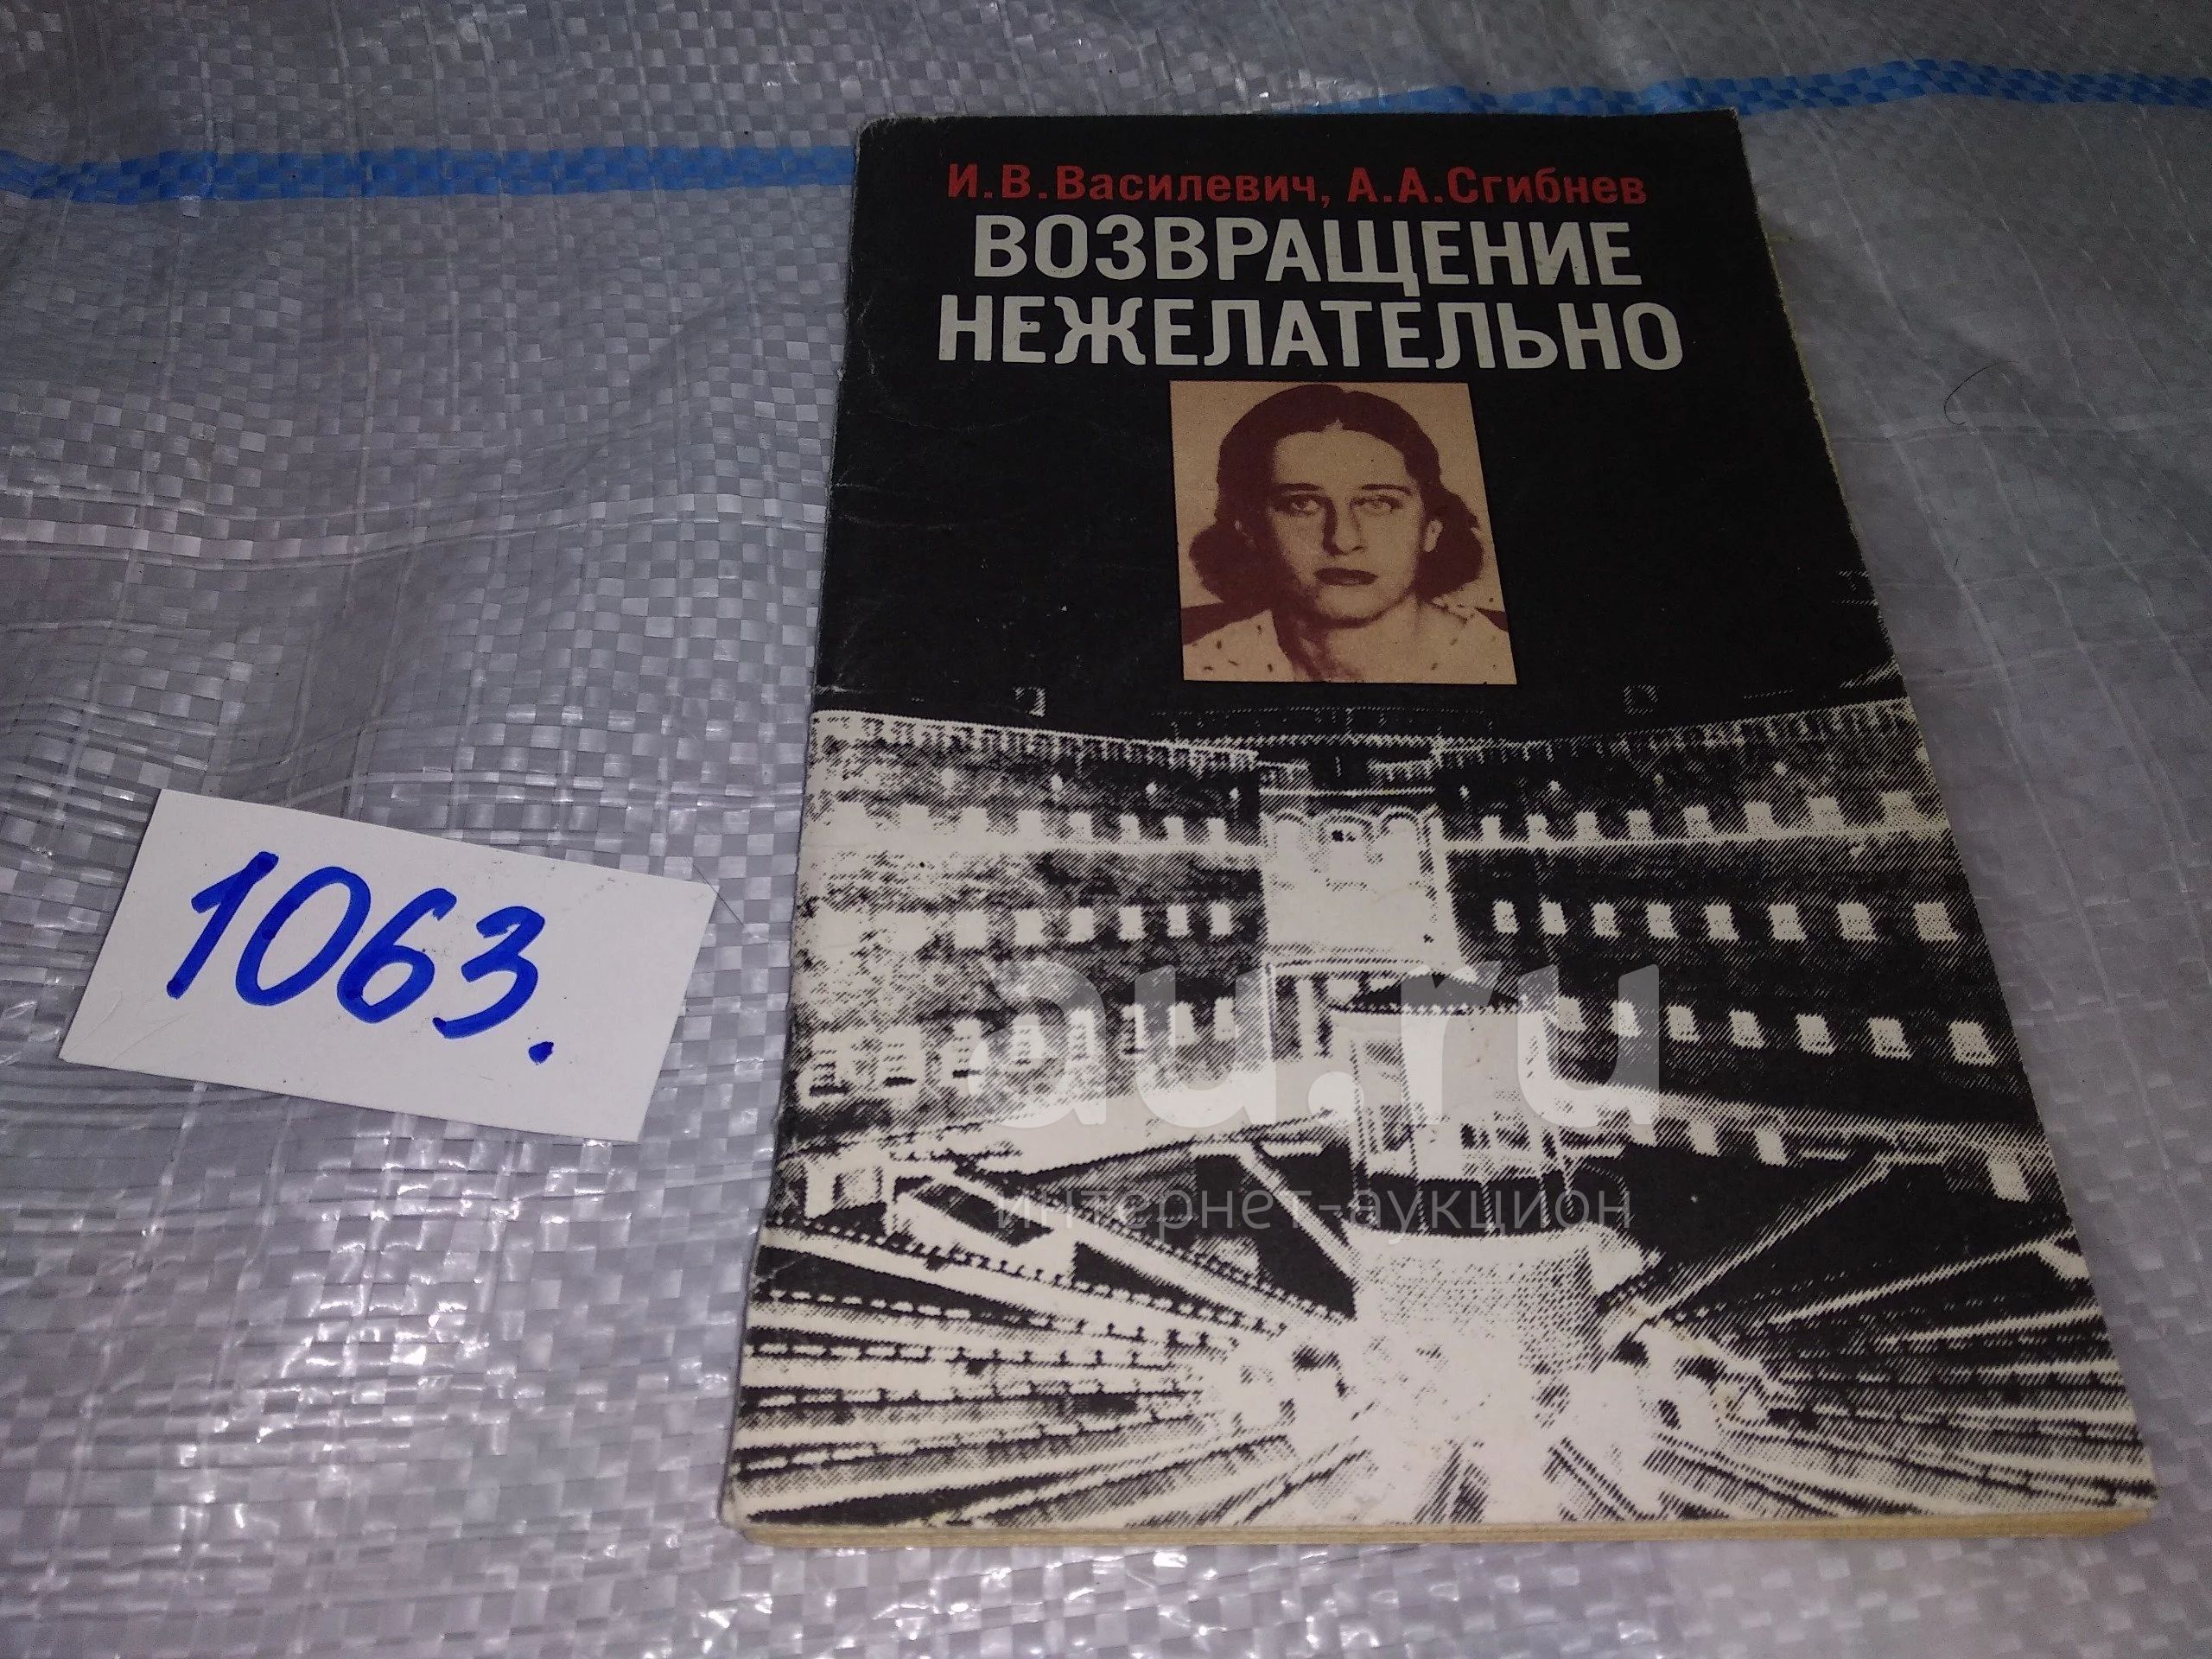 И.В.Василевич, А.А.Сгибнев
ВОЗВРАЩЕНИЕ
НЕЖЕЛАТЕЛЬНО
1063.
au.ru
интернет-аукцион